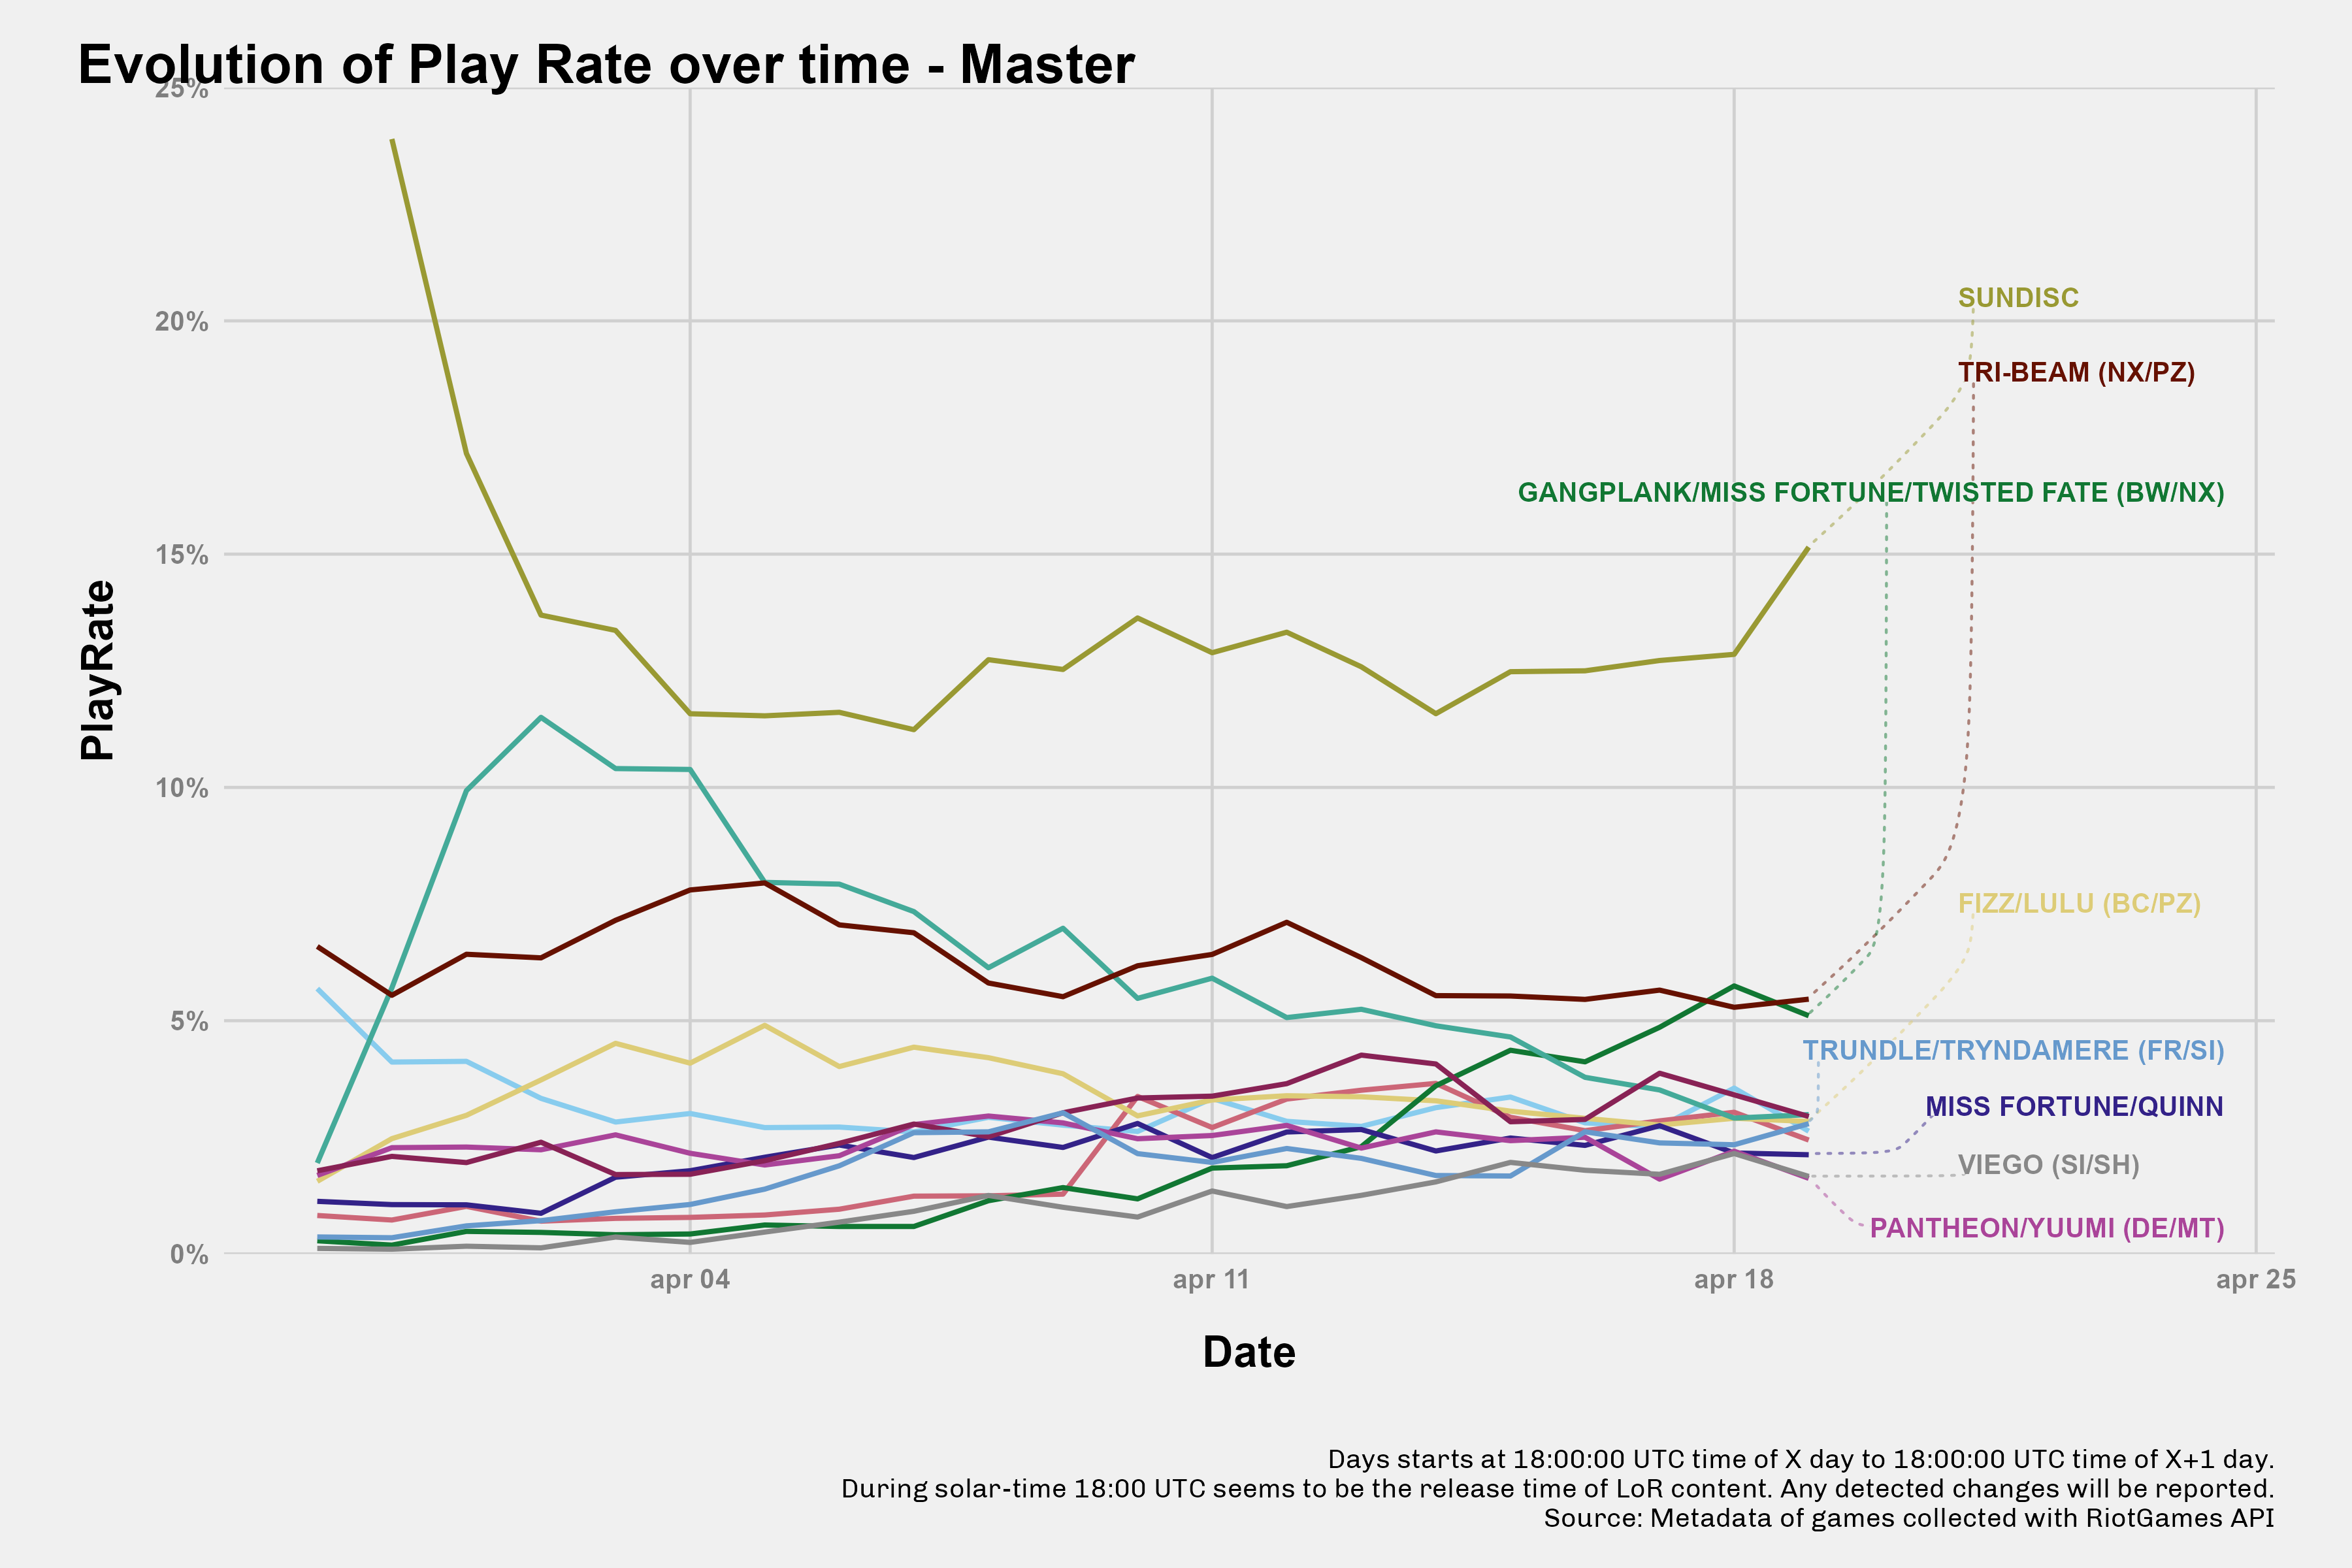 Evolution of Play Rate over time - Master
25%
20%
15%
10%
5%
0%
PlayRate
SUNDISC
TRI-BEAM (NX/PZ)
GANGPLANK/MISS FORTUNE/TWISTED FATE (BW/NX)
FIZZ/LULU (BC/PZ)
TRUNDLE/TRYNDAMERE (FR/SI)
MISS FORTUNE/QUINN
VIEGO (SI/SH)
PANTHEON/YUUMI (DE/MT)
apr 04
apr 11
apr 18
apr 25
Date
Days starts at 18:00:00 UTC time of X day to 18:00:00 UTC time of X+1 day.
During solar-time 18:00 UTC seems to be the release time of LoR content. Any detected changes will be reported.
Source: Metadata of games collected with RiotGames API